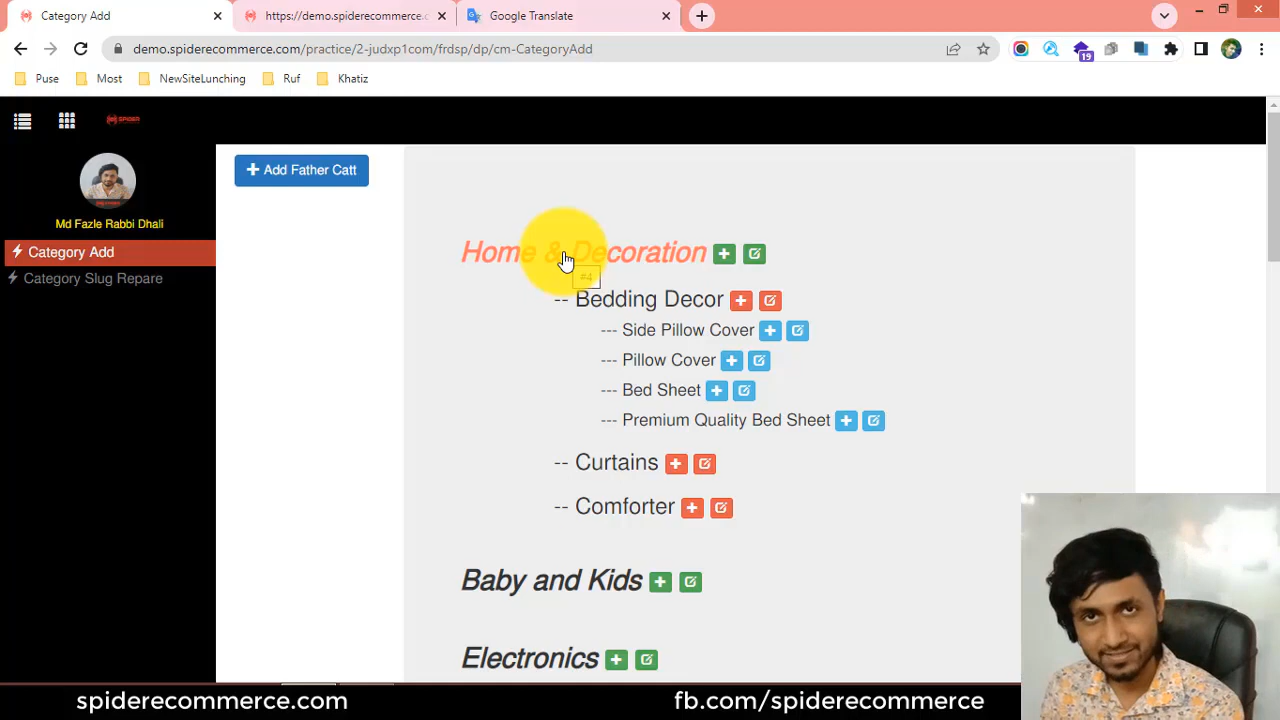 Category Add
https://demo.spiderecommerce.c
Google Translate
demo.spiderecommerce.com/practice/2-judxp1com/frdsp/dp/cm-CategoryAdd
19
Puse
Most
NewSiteLunching
Ruf
Khatiz
SPIDER
Md Fazle Rabbi Dhali
Category Add
Category Slug Repare
Add Father Catt
Home & Decoration
#4
-- Bedding Decor
--- Side Pillow Cover
--- Pillow Cover
--- Bed Sheet
--- Premium Quality Bed Sheet
-- Curtains
-- Comforter
Baby and Kids
Electronics
spiderecommerce.com
fb.com/spiderecommerce